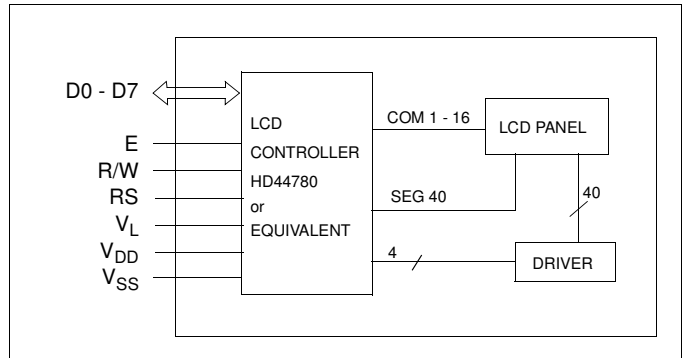 D0 - D7
E
R/W
RS
VL
VDD
VSS
LCD
CONTROLLER
HD44780
or
EQUIVALENT
COM 1 - 16
LCD PANEL
SEG 40
40
4
DRIVER